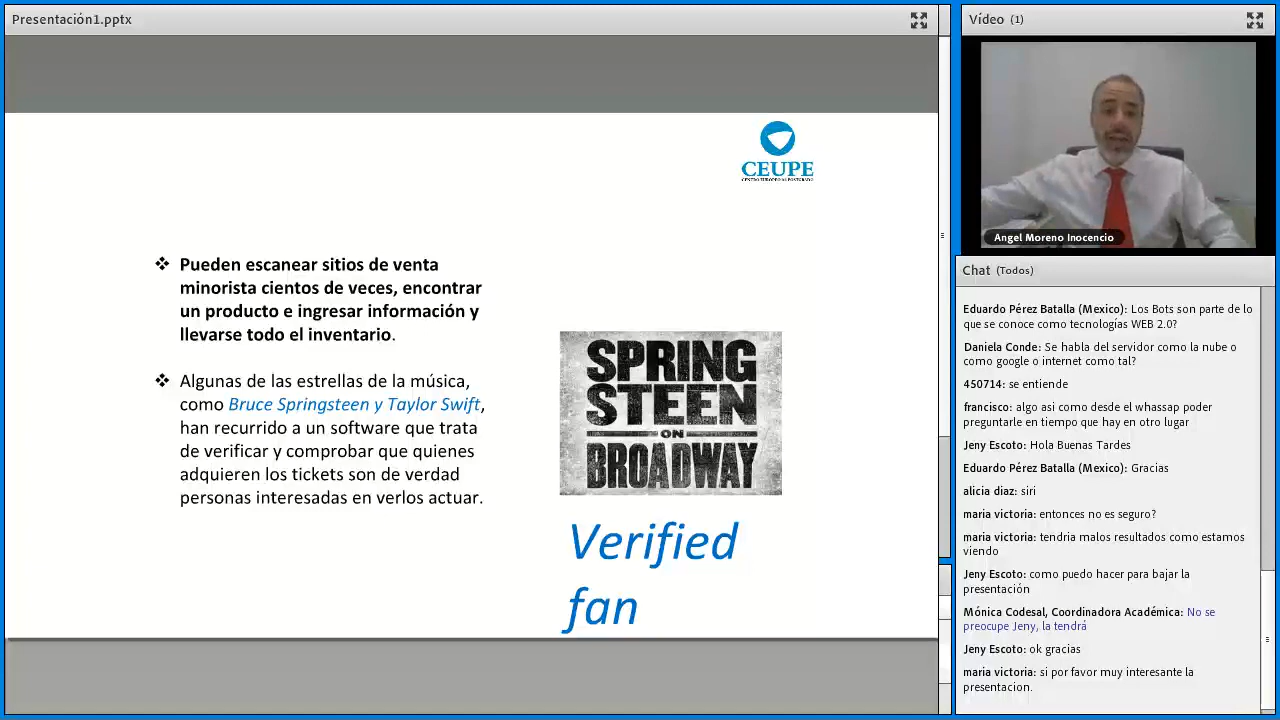 Presentación1.pptx
CEUPE
CENTRO EUROPEO DE POSTGRADO
❖ Pueden escanear sitios de venta
minorista cientos de veces, encontrar
un producto e ingresar información y
llevarse todo el inventario.
❖ Algunas de las estrellas de la música,
como Bruce Springsteen y Taylor Swift,
han recurrido a un software que trata
de verificar y comprobar que quienes
adquieren los tickets son de verdad
personas interesadas en verlos actuar.
SPRING
STEEN
ON
BROADWAY
Verified
fan
Vídeo (1)
Angel Moreno Inocencio
Chat (Todos)
Eduardo Pérez Batalla (Mexico): Los Bots son parte de lo
que se conoce como tecnologías WEB 2.0?
Daniela Conde: Se habla del servidor como la nube o
como google o internet como tal?
450714: se entiende
francisco: algo asi como desde el whassap poder
preguntarle en tiempo que hay en otro lugar
Jeny Escoto: Hola Buenas Tardes
Eduardo Pérez Batalla (Mexico): Gracias
alicia diaz: siri
maria victoria: entonces no es seguro?
maria victoria: tendria malos resultados como estamos
viendo
Jeny Escoto: como puedo hacer para bajar la
presentación
Mónica Codesal, Coordinadora Académica: No se
preocupe Jeny, la tendrá
Jeny Escoto: ok gracias
maria victoria: si por favor muy interesante la
presentacion.